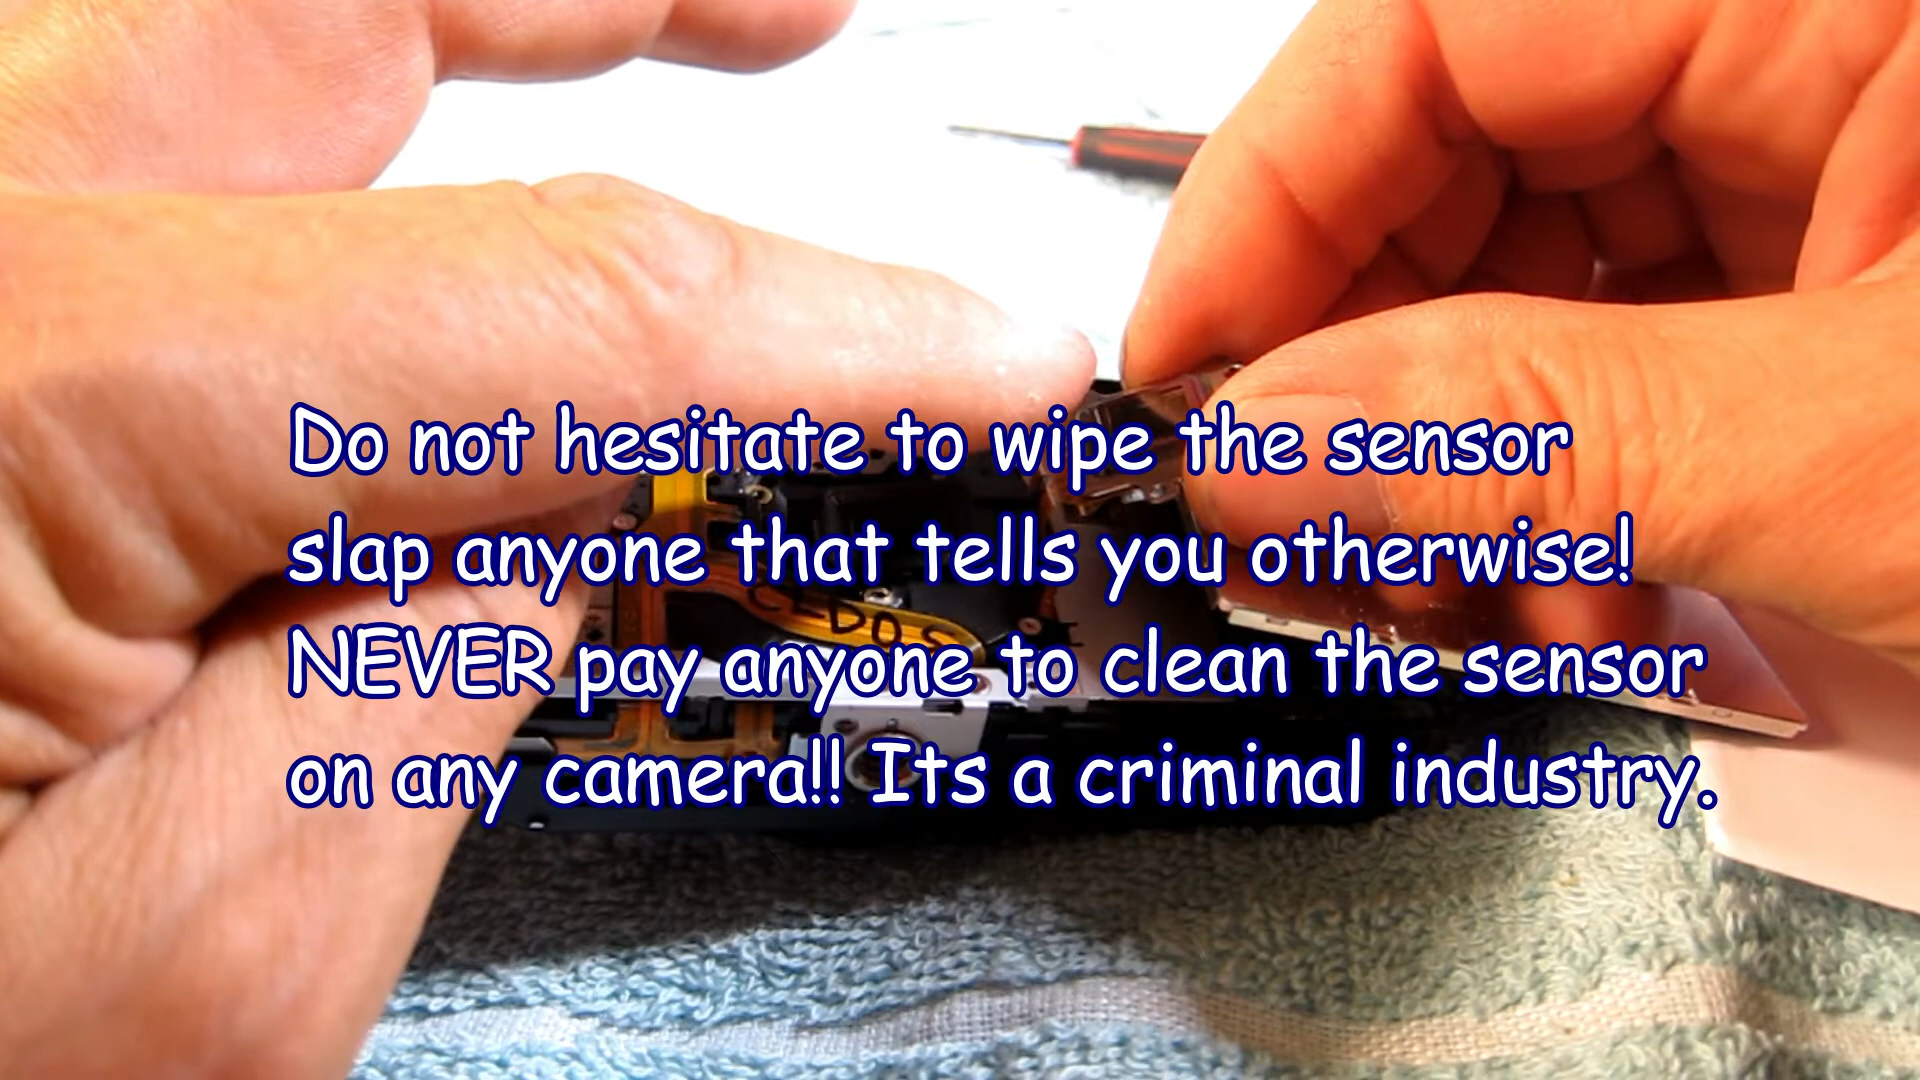 Do not hesitate to wipe the sensor
slap anyone that tells you otherwise!
NEVER pay anyone to clean the sensor
on any camera!! Its a criminal industry.